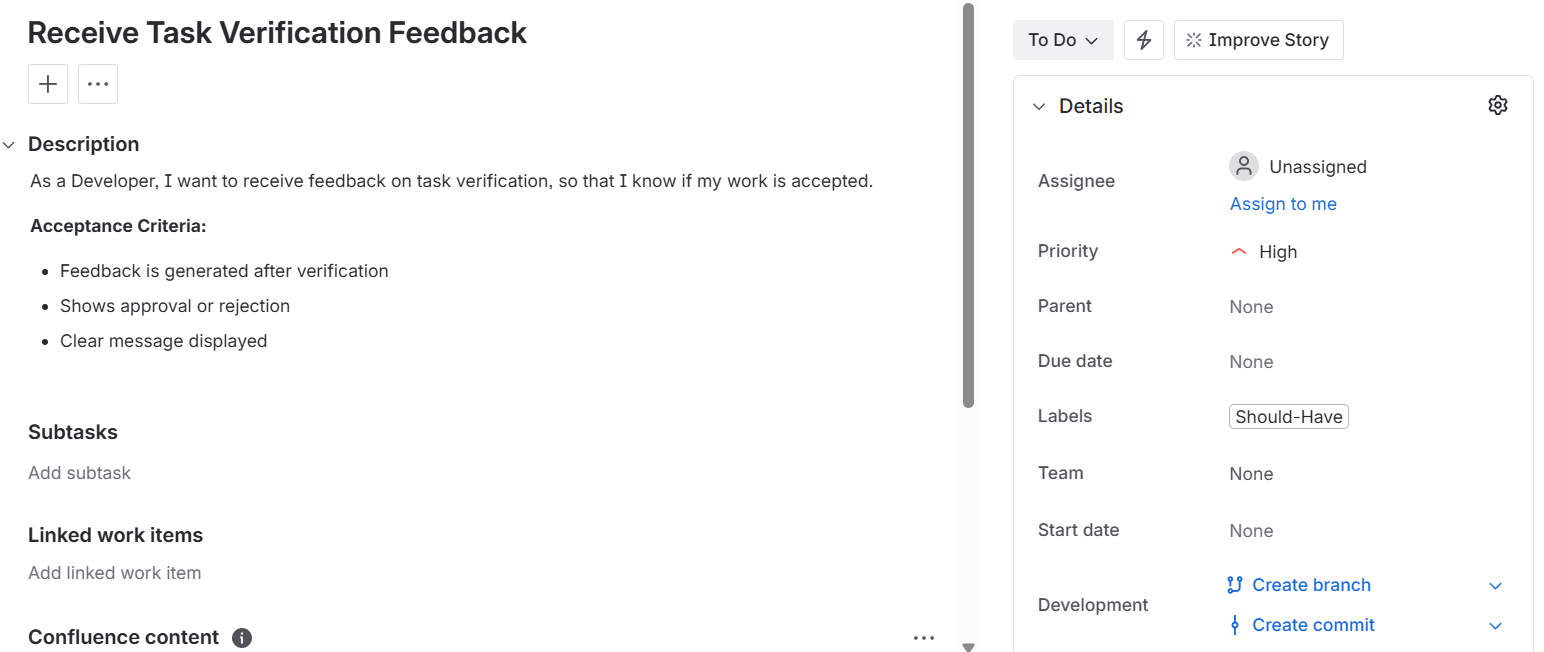 Receive Task Verification Feedback
Description
As a Developer, I want to receive feedback on task verification, so that I know if my work is accepted.
Acceptance Criteria:
Feedback is generated after verification
Shows approval or rejection
Clear message displayed
Subtasks
Add subtask
Linked work items
Add linked work item
Confluence content
To Do
Improve Story
Details
Assignee
Unassigned
Assign to me
Priority
High
Parent
None
Due date
None
Labels
Should-Have
Team
None
Start date
None
Development
Create branch
Create commit